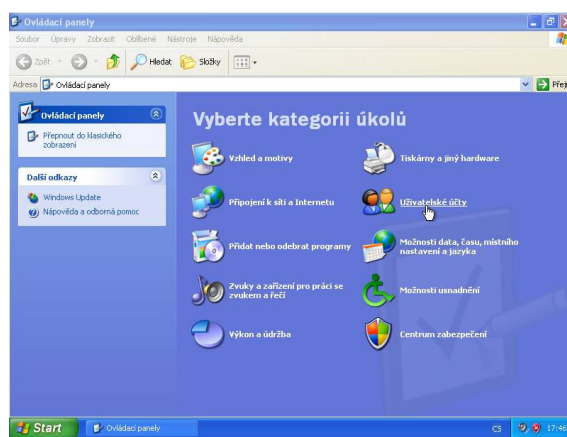 Ovládací panely
Soubor Úpravy Zobrazit Oblíbené Nástroje Nápověda
Zpět Hledat Složky
Adresa Ovládací panely
Ovládací panely
Přepnout do klasického
zobrazení
Další odkazy
Windows Update
Nápověda a odborná pomoc
Vyberte kategorii úkolů
Vzhled a motivy
Tiskárny a jiný hardware
Připojení k síti a Internetu
Uživatelské účty
Přidat nebo odebrat programy
Možnosti data, času, místního
nastavení a jazyka
Zvuky a zařízení pro práci se
zvukem a řečí
Možnosti usnadnění
Výkon a údržba
Centrum zabezpečení
Start Ovládací panely CS 17:46